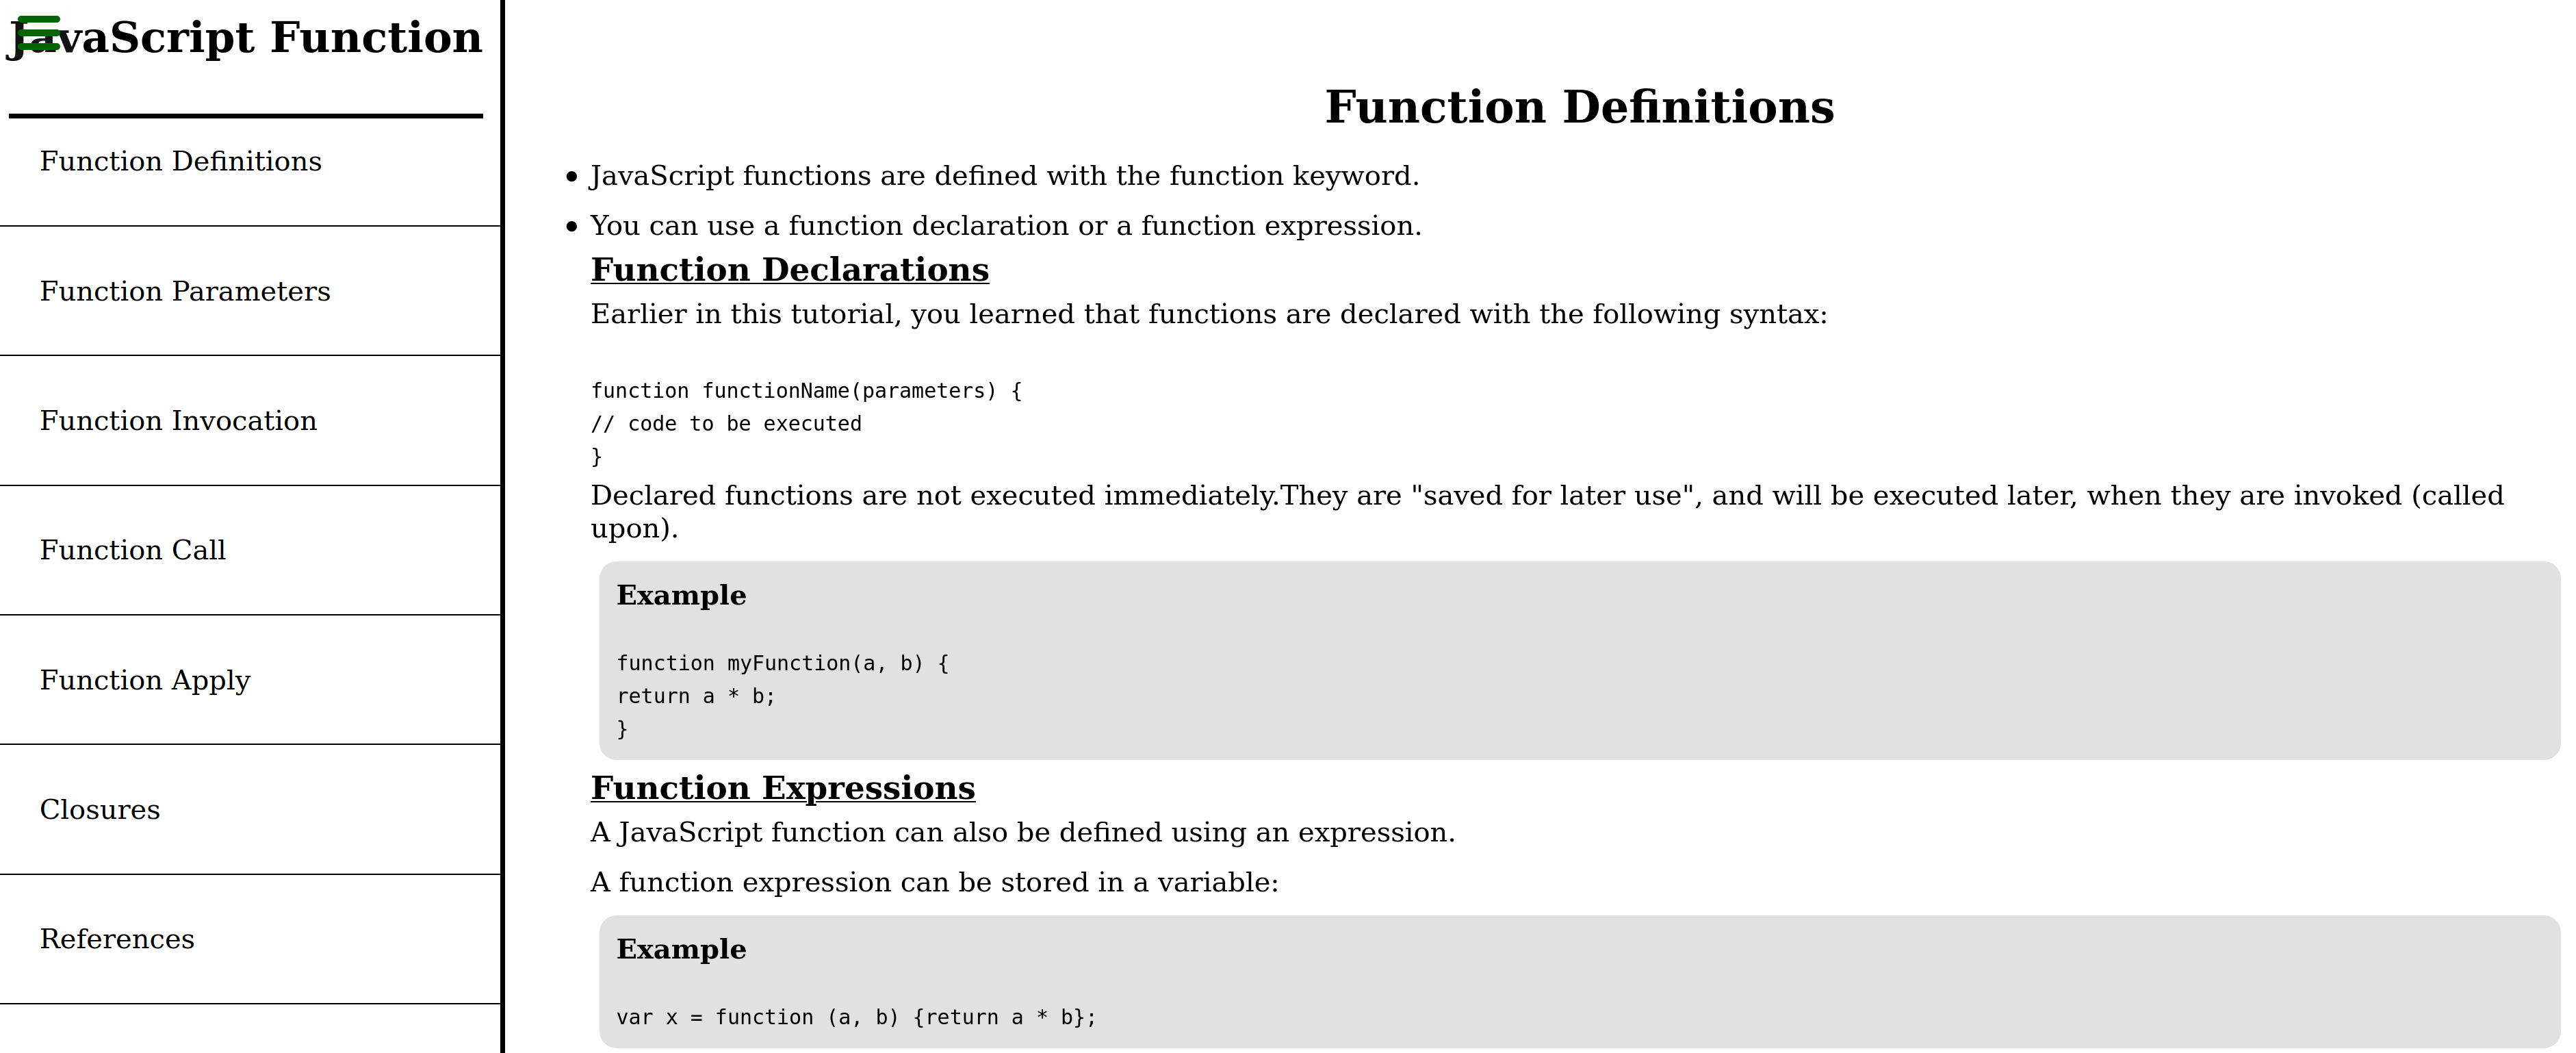 JavaScript Function
Function Definitions
Function Parameters
Function Invocation
Function Call
Function Apply
Closures
References
Function Definitions
JavaScript functions are defined with the function keyword.
You can use a function declaration or a function expression.
Function Declarations
Earlier in this tutorial, you learned that functions are declared with the following syntax:
function functionName(parameters) {
// code to be executed
}
Declared functions are not executed immediately.They are "saved for later use", and will be executed later, when they are invoked (called
upon).
Example
function myFunction(a, b) {
return a * b;
}
Function Expressions
A JavaScript function can also be defined using an expression.
A function expression can be stored in a variable:
Example
var x = function (a, b) {return a * b};